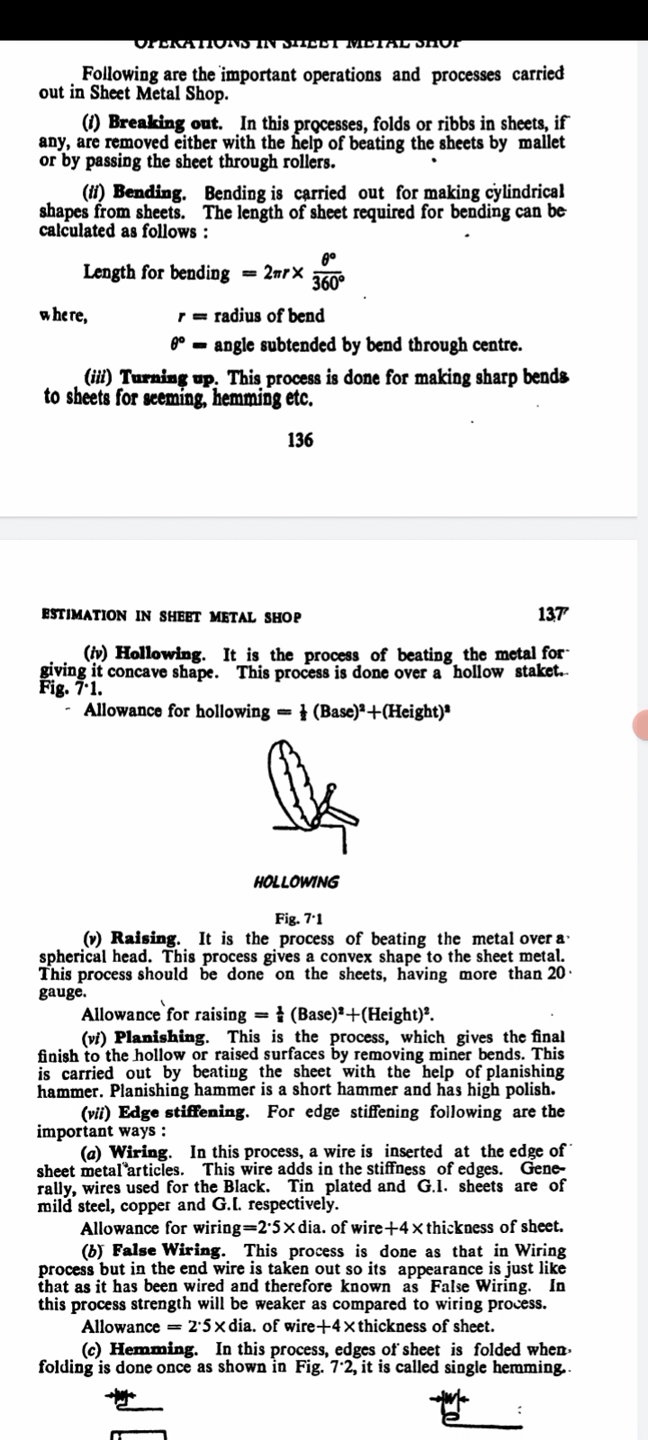 OPERATIONS IN SHEET METAL SHOP
Following are the important operations and processes carried
out in Sheet Metal Shop.
(i) Breaking out. In this processes, folds or ribbs in sheets, if
any, are removed either with the help of beating the sheets by mallet
or by passing the sheet through rollers.
(ii) Bending. Bending is carried out for making cylindrical
shapes from sheets. The length of sheet required for bending can be
calculated as follows :
Length for bending = 2πr× θ°/360°
where, r = radius of bend
θ° = angle subtended by bend through centre.
(iii) Turning up. This process is done for making sharp bends
to sheets for seeming, hemming etc.
136
ESTIMATION IN SHEET METAL SHOP 137
(iv) Hollowing. It is the process of beating the metal for
giving it concave shape. This process is done over a hollow staket.
Fig. 7·1.
Allowance for hollowing = ½ (Base)²+(Height)²
HOLLOWING
Fig. 7·1
(v) Raising. It is the process of beating the metal over a
spherical head. This process gives a convex shape to the sheet metal.
This process should be done on the sheets, having more than 20
gauge.
Allowance for raising = ½ (Base)²+(Height)².
(vi) Planishing. This is the process, which gives the final
finish to the hollow or raised surfaces by removing miner bends. This
is carried out by beating the sheet with the help of planishing
hammer. Planishing hammer is a short hammer and has high polish.
(vii) Edge stiffening. For edge stiffening following are the
important ways :
(a) Wiring. In this process, a wire is inserted at the edge of
sheet metal articles. This wire adds in the stiffness of edges. Gene-
rally, wires used for the Black. Tin plated and G.I. sheets are of
mild steel, copper and G.I. respectively.
Allowance for wiring=2·5×dia. of wire+4×thickness of sheet.
(b) False Wiring. This process is done as that in Wiring
process but in the end wire is taken out so its appearance is just like
that as it has been wired and therefore known as False Wiring. In
this process strength will be weaker as compared to wiring process.
Allowance = 2·5×dia. of wire+4×thickness of sheet.
(c) Hemming. In this process, edges of sheet is folded when
folding is done once as shown in Fig. 7·2, it is called single hemming.
W W